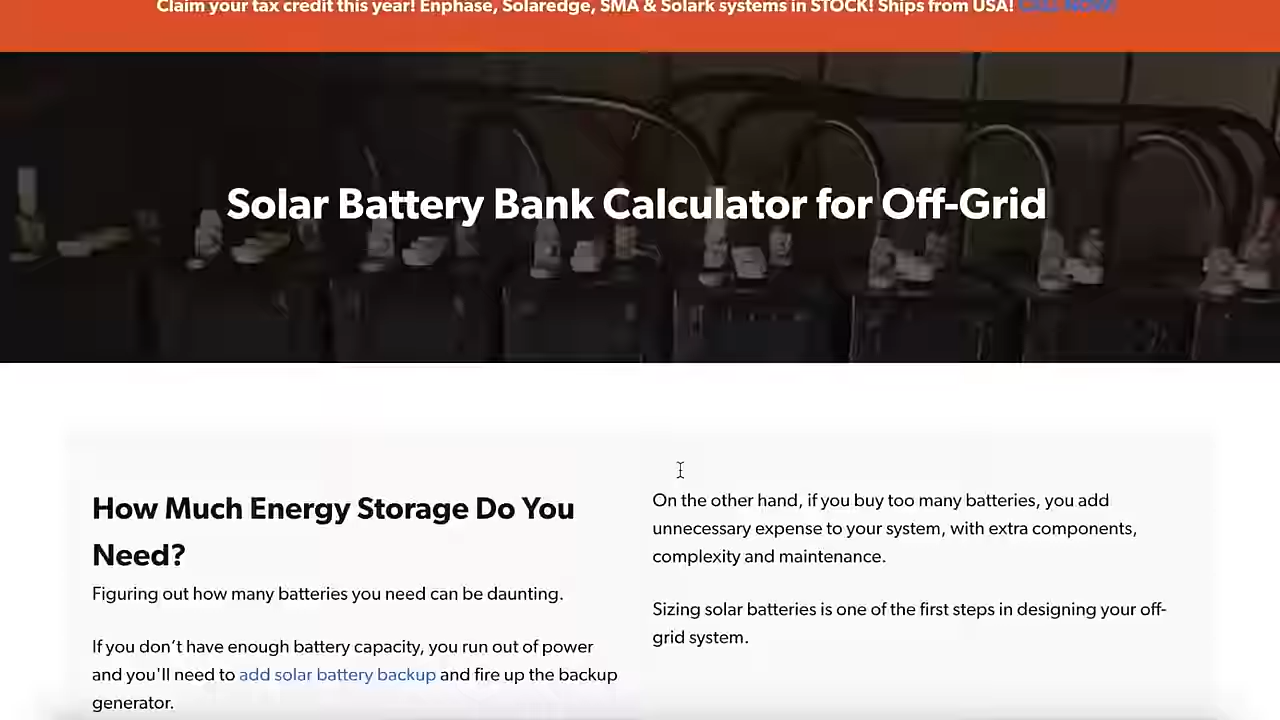 Claim your tax credit this year! Enphase, Solaredge, SMA & Solark systems in STOCK! Ships from USA! CALL NOW!
Solar Battery Bank Calculator for Off-Grid
How Much Energy Storage Do You
Need?
Figuring out how many batteries you need can be daunting.
If you don’t have enough battery capacity, you run out of power
and you'll need to add solar battery backup and fire up the backup
generator.
On the other hand, if you buy too many batteries, you add
unnecessary expense to your system, with extra components,
complexity and maintenance.
Sizing solar batteries is one of the first steps in designing your off-
grid system.